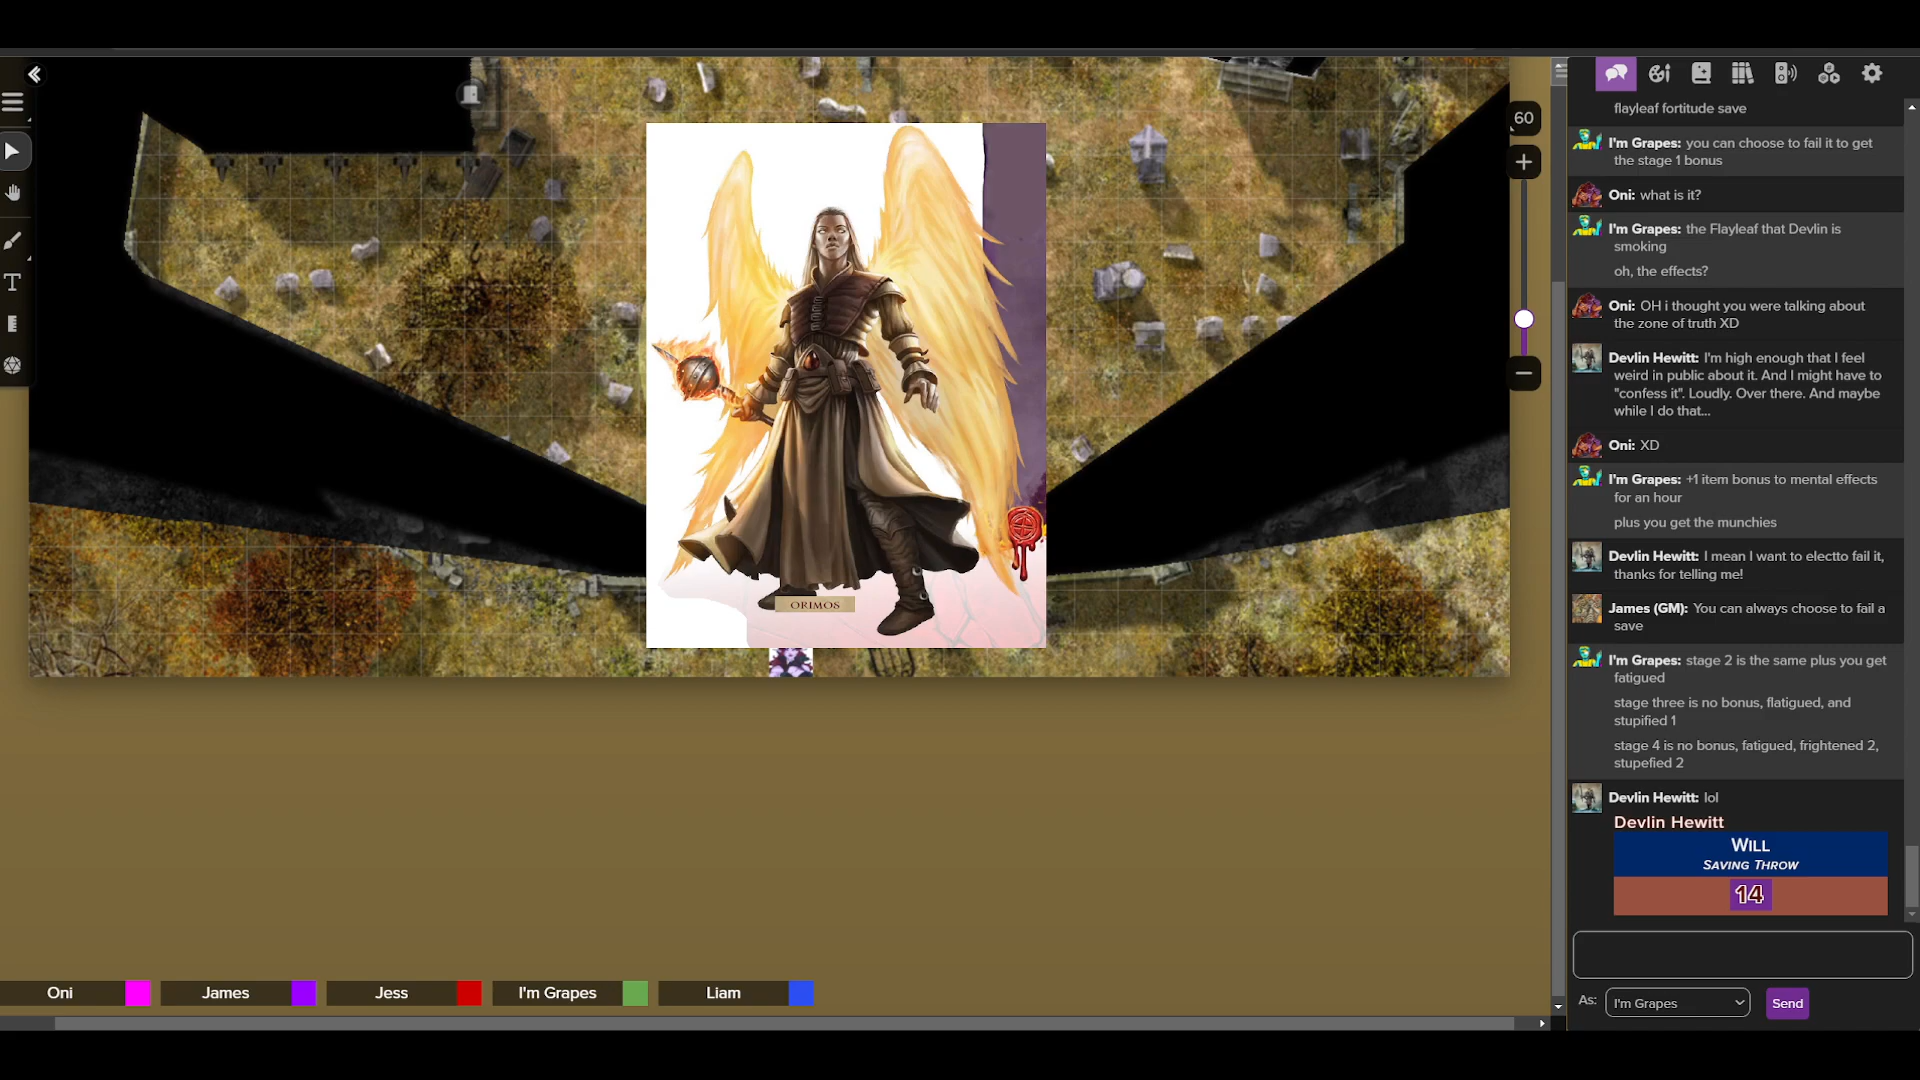 60
ORIMOS
flayleaf fortitude save
I'm Grapes: you can choose to fail it to get
the stage 1 bonus
Oni: what is it?
I'm Grapes: the Flayleaf that Devlin is
smoking
oh, the effects?
Oni: OH i thought you were talking about
the zone of truth XD
Devlin Hewitt: I'm high enough that I feel
weird in public about it. And I might have to
"confess it". Loudly. Over there. And maybe
while I do that...
Oni: XD
I'm Grapes: +1 item bonus to mental effects
for an hour
plus you get the munchies
Devlin Hewitt: I mean I want to electto fail it,
thanks for telling me!
James (GM): You can always choose to fail a
save
I'm Grapes: stage 2 is the same plus you get
fatigued
stage three is no bonus, flatigued, and
stupified 1
stage 4 is no bonus, fatigued, frightened 2,
stupefied 2
Devlin Hewitt: lol
Devlin Hewitt
WILL
SAVING THROW
14
As: I'm Grapes Send
Oni James Jess I'm Grapes Liam